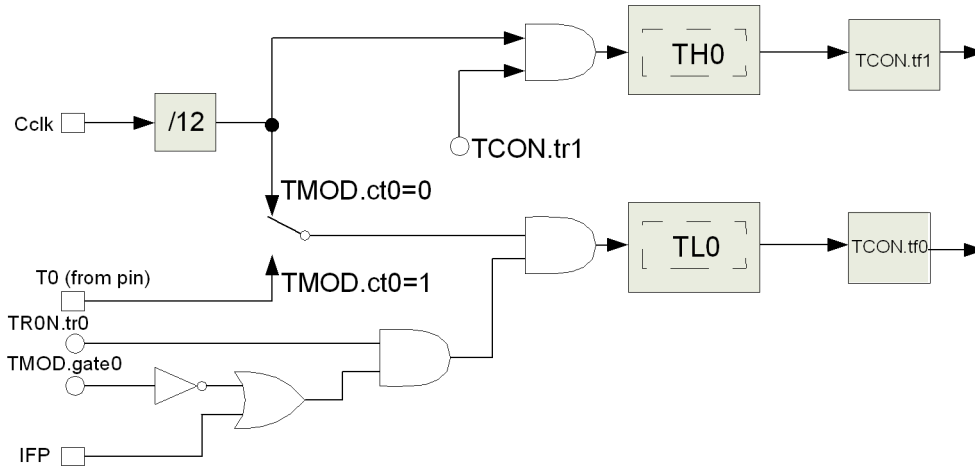 TH0
TCON.tf1
Cclk
/12
TCON.tr1
TMOD.ct0=0
TL0
TCON.tf0
T0 (from pin)
TMOD.ct0=1
TR0N.tr0
TMOD.gate0
IFP